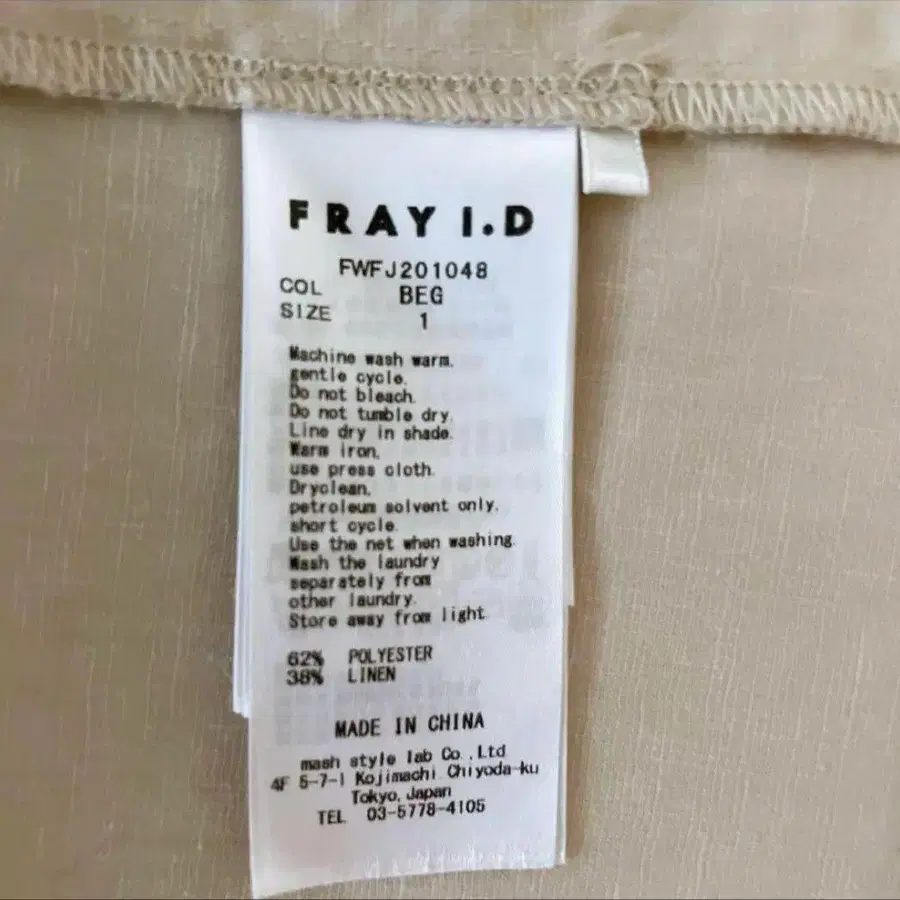 FRAY I.D
FWFJ201048
COL BEG
SIZE 1
Machine wash warm.
gentle cycle.
Do not bleach.
Do not tumble dry.
Line dry in shade.
Warm iron,
use press cloth.
Dryclean,
petroleum solvent only.
short cycle.
Use the net when washing.
Wash the laundry
separately from
other laundry.
Store away from light.
62% POLYESTER
38% LINEN
MADE IN CHINA
mash style lab Co.,Ltd
4F 5-7-1 Kojimachi Chiyoda-ku
Tokyo, Japan
TEL 03-5778-4105